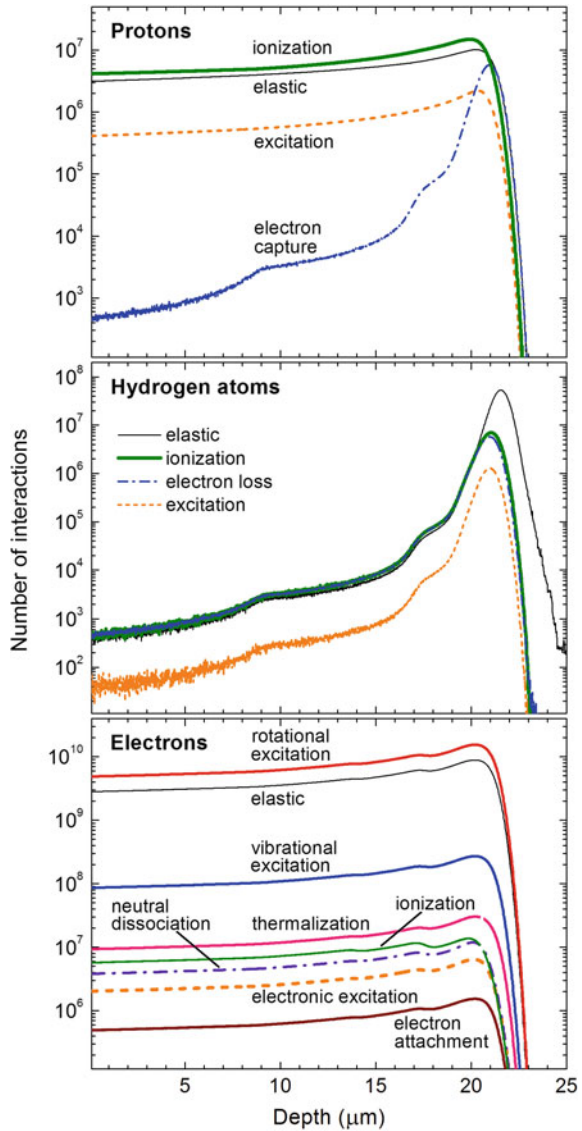 Protons
ionization
elastic
excitation
electron
capture
10⁷
10⁶
10⁵
10⁴
10³
Hydrogen atoms
elastic
ionization
electron loss
excitation
10⁸
10⁷
10⁶
10⁵
10⁴
10³
10²
Number of interactions
Electrons
rotational
excitation
elastic
vibrational
excitation
neutral
dissociation
thermalization
ionization
electronic excitation
electron
attachment
10¹⁰
10⁹
10⁸
10⁷
10⁶
5 10 15 20 25
Depth (μm)